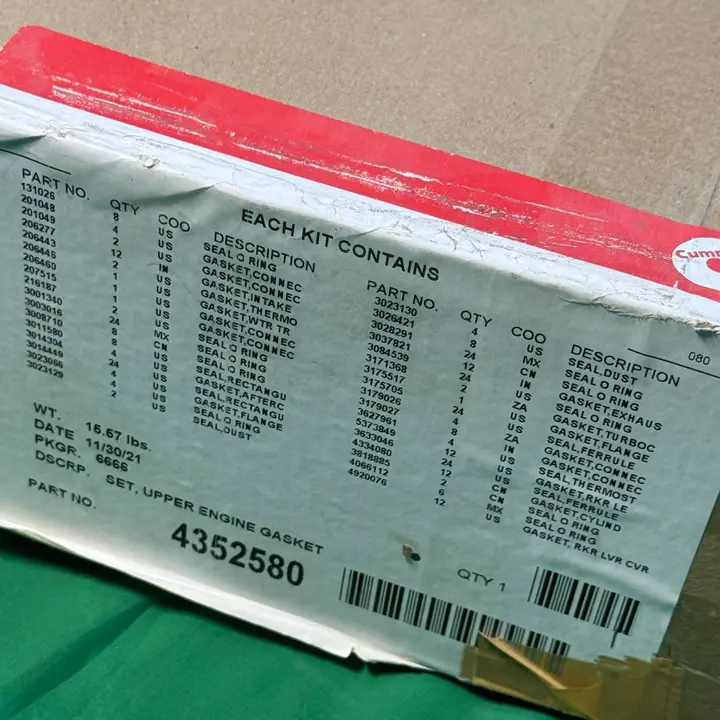 Cumm
080
EACH KIT CONTAINS
PART NO.
131026
201048
201049
206277
206443
206446
206460
207515
216187
3001340
3003016
3008710
3011580
3014304
3014449
3023066
3023129
QTY
8
4
2
12
2
1
1
1
2
24
8
8
4
24
4
4
2
COO
US
US
US
US
IN
US
US
US
US
US
MX
CN
US
US
US
US
US
DESCRIPTION
SEAL O RING
GASKET,CONNEC
GASKET,CONNEC
GASKET,INTAKE
GASKET,THERMO
GASKET,WTR TR
GASKET,CONNEC
GASKET,CONNEC
SEAL O RING
SEAL O RING
SEAL O RING
SEAL,RECTANGU
GASKET,AFTERC
SEAL,RECTANGU
GASKET,FLANGE
SEAL O RING
SEAL,DUST
PART NO.
3023130
3026421
3028291
3037821
3084539
3171368
3175517
3175705
3179026
3179027
3627961
5373849
3633046
4334080
3818885
4066112
4920076
QTY
4
8
24
12
24
2
1
24
8
4
12
24
12
2
6
12
COO
US
MX
CN
IN
US
ZA
US
US
ZA
IN
US
US
US
CN
CN
MX
US
DESCRIPTION
SEAL,DUST
SEAL O RING
SEAL O RING
GASKET,EXHAUS
SEAL O RING
GASKET,TURBOC
GASKET,FLANGE
SEAL,FERRULE
GASKET,CONNEC
GASKET,CONNEC
SEAL,THERMOST
GASKET,RKR LE
SEAL,FERRULE
GASKET,CYLIND
SEAL O RING
SEAL O RING
GASKET, RKR LVR CVR
WT. 16.67 lbs.
DATE 11/30/21
PKGR. 6666
DSCRP. SET, UPPER ENGINE GASKET
PART NO. 4352580
QTY 1